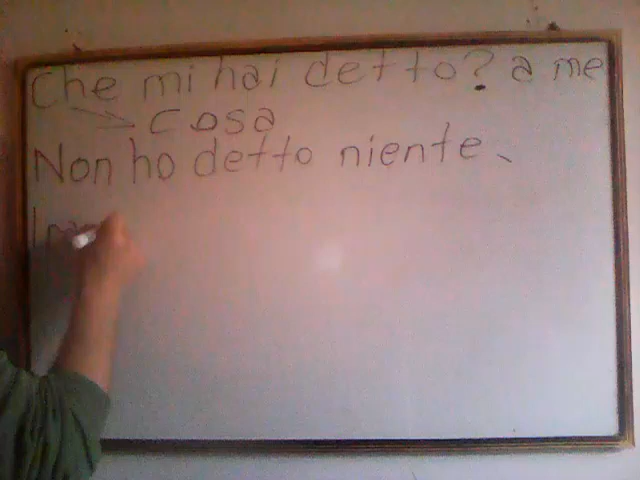 Che mi hai detto? a me
cosa
Non ho detto niente.